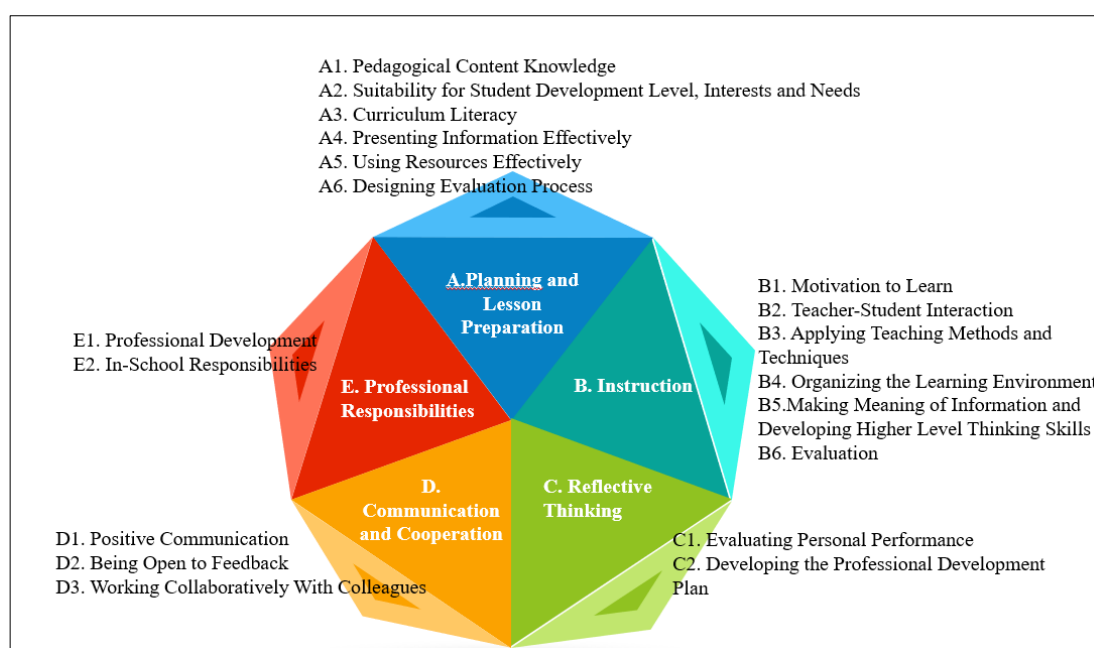 A1. Pedagogical Content Knowledge
A2. Suitability for Student Development Level, Interests and Needs
A3. Curriculum Literacy
A4. Presenting Information Effectively
A5. Using Resources Effectively
A6. Designing Evaluation Process
A.Planning and
Lesson
Preparation
B1. Motivation to Learn
B2. Teacher-Student Interaction
B3. Applying Teaching Methods and
Techniques
B4. Organizing the Learning Environment
B5.Making Meaning of Information and
Developing Higher Level Thinking Skills
B6. Evaluation
E1. Professional Development
E2. In-School Responsibilities
E. Professional
Responsibilities
B. Instruction
D.
Communication
and Cooperation
C. Reflective
Thinking
D1. Positive Communication
D2. Being Open to Feedback
D3. Working Collaboratively With Colleagues
C1. Evaluating Personal Performance
C2. Developing the Professional Development
Plan